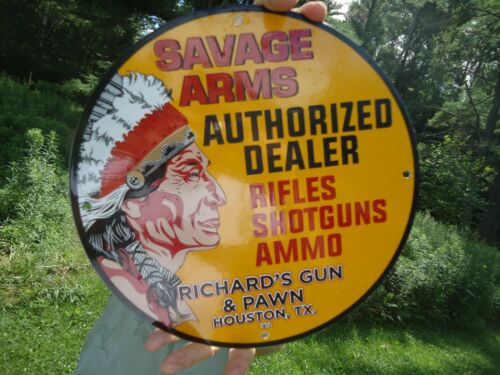 SAVAGE
ARMS
AUTHORIZED
DEALER
RIFLES
SHOTGUNS
AMMO
RICHARD'S GUN
& PAWN
HOUSTON, TX.